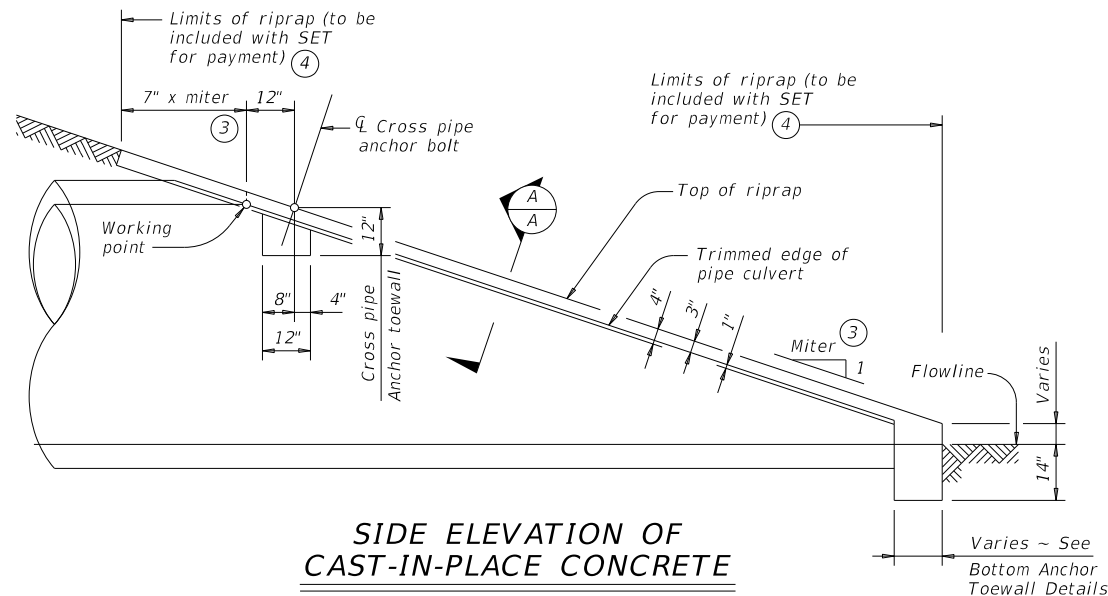 Limits of riprap (to be
included with SET
for payment) 4
7" x miter
12"
3
℄ Cross pipe
anchor bolt
Limits of riprap (to be
included with SET
for payment) 4
A
A
Top of riprap
Working
point
12"
Trimmed edge of
pipe culvert
8"
4"
12"
Cross pipe
Anchor toewall
4"
3"
1"
Miter 3
1
Flowline
Varies
14"
SIDE ELEVATION OF
CAST-IN-PLACE CONCRETE
Varies ~ See
Bottom Anchor
Toewall Details